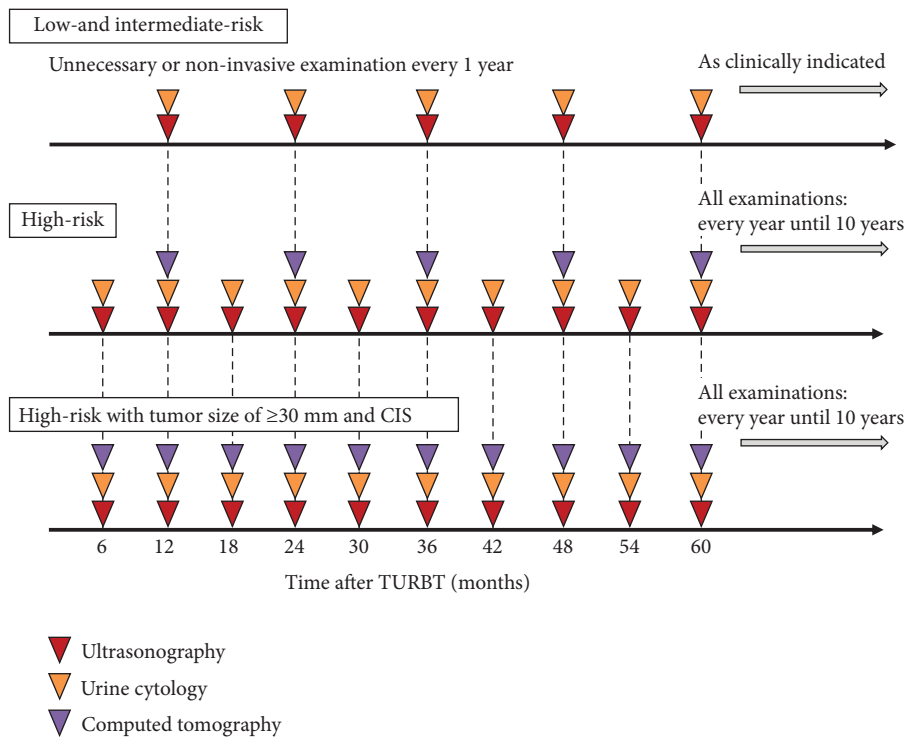 Low-and intermediate-risk
Unnecessary or non-invasive examination every 1 year
As clinically indicated
High-risk
All examinations:
every year until 10 years
High-risk with tumor size of ≥30 mm and CIS
All examinations:
every year until 10 years
6 12 18 24 30 36 42 48 54 60
Time after TURBT (months)
Ultrasonography
Urine cytology
Computed tomography